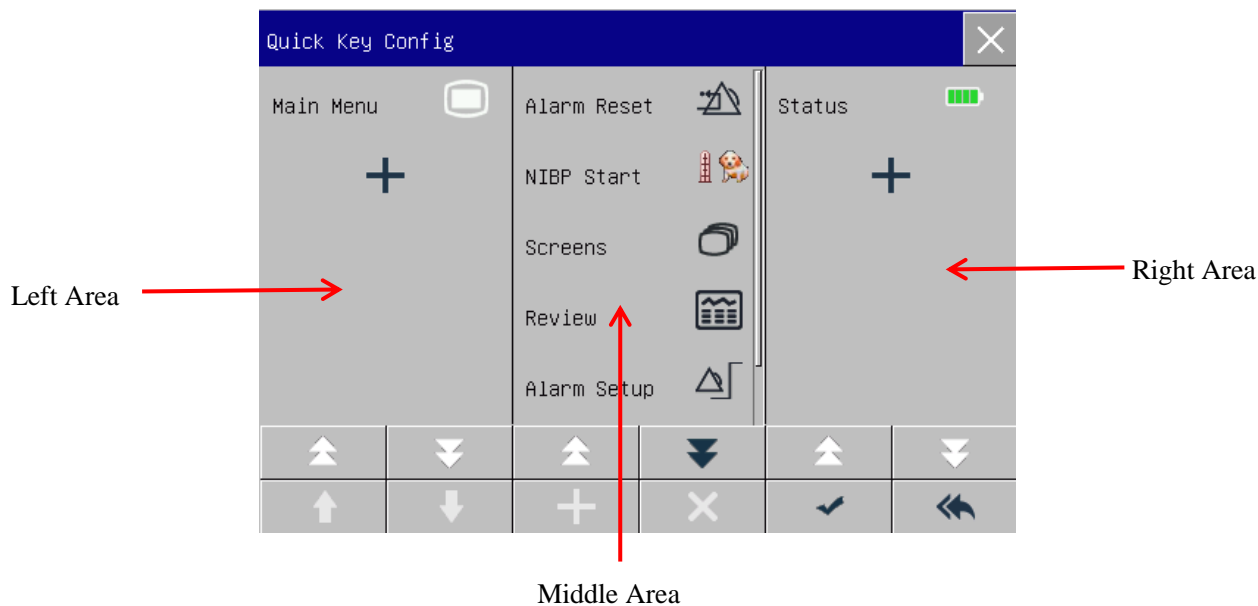 Quick Key Config
Main Menu
Alarm Reset
Status
NIBP Start
Screens
Review
Alarm Setup
Left Area
Right Area
Middle Area